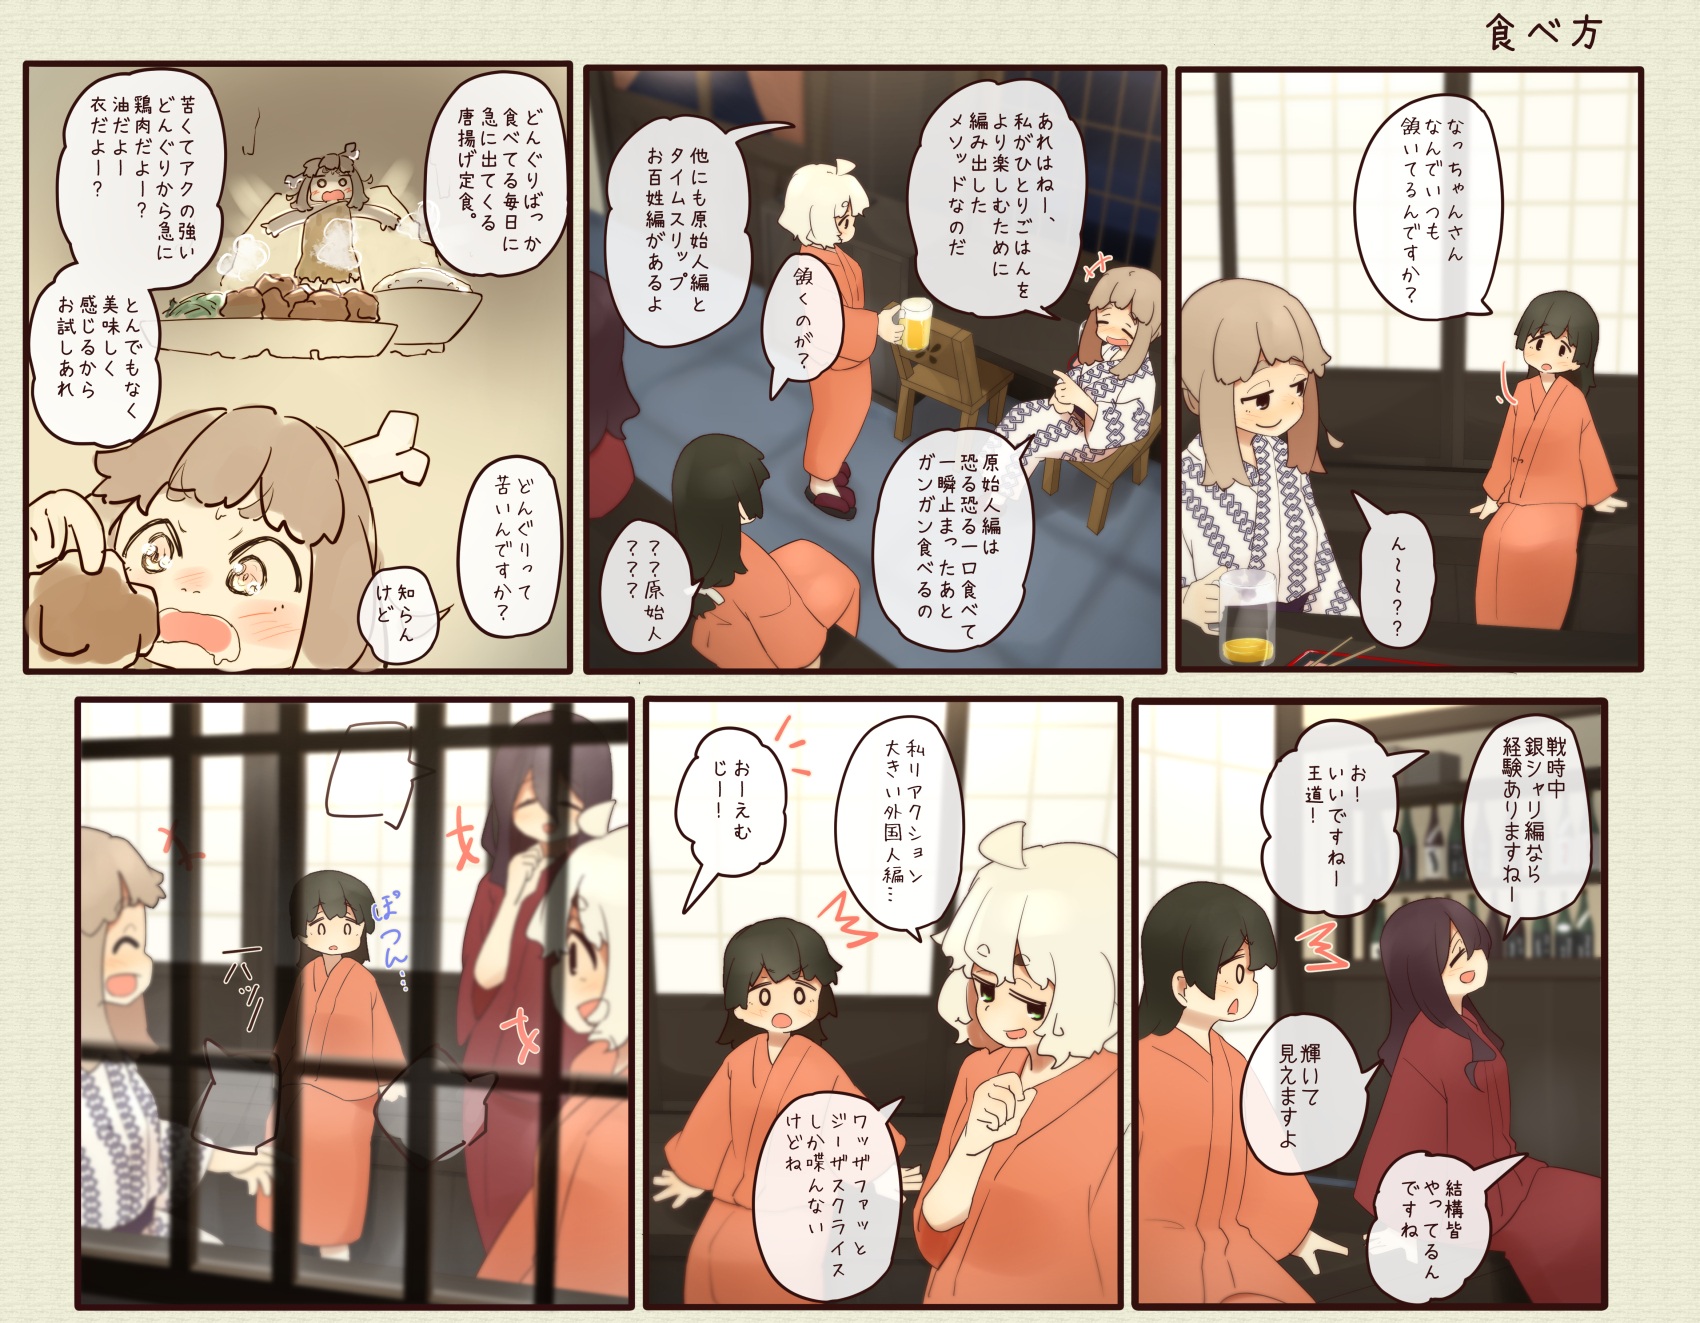 食べ方
なっちゃんさん
なんでいつも
頷いてるんですか？
ん～～？？
あれはねー、
私がひとりごはんを
より楽しむために
編み出した
メソッドなのだ
頷くのが？
他にも原始人編と
タイムスリップ
お百姓編があるよ
原始人編は
恐る恐る一口食べて
一瞬止まったあと
ガンガン食べるの
？？原始人
？？？
どんぐりばっか
食べてる毎日に
急に出てくる
唐揚げ定食。
苦くてアクの強い
どんぐりから急に
鶏肉だよー？
油だよー
衣だよー？
とんでもなく
美味しく
感じるから
お試しあれ
どんぐりって
苦いんですか？
知らん
けど
戦時中
銀シャリ編なら
経験ありますねー
お！
いいですねー
王道！
輝いて
見えますよ
結構皆
やってるん
ですね
私リアクション
大きい外国人編…
おーえむ
じー！
ワッザファッと
ジーザスクライス
しか喋んない
けどね
ぽつん…